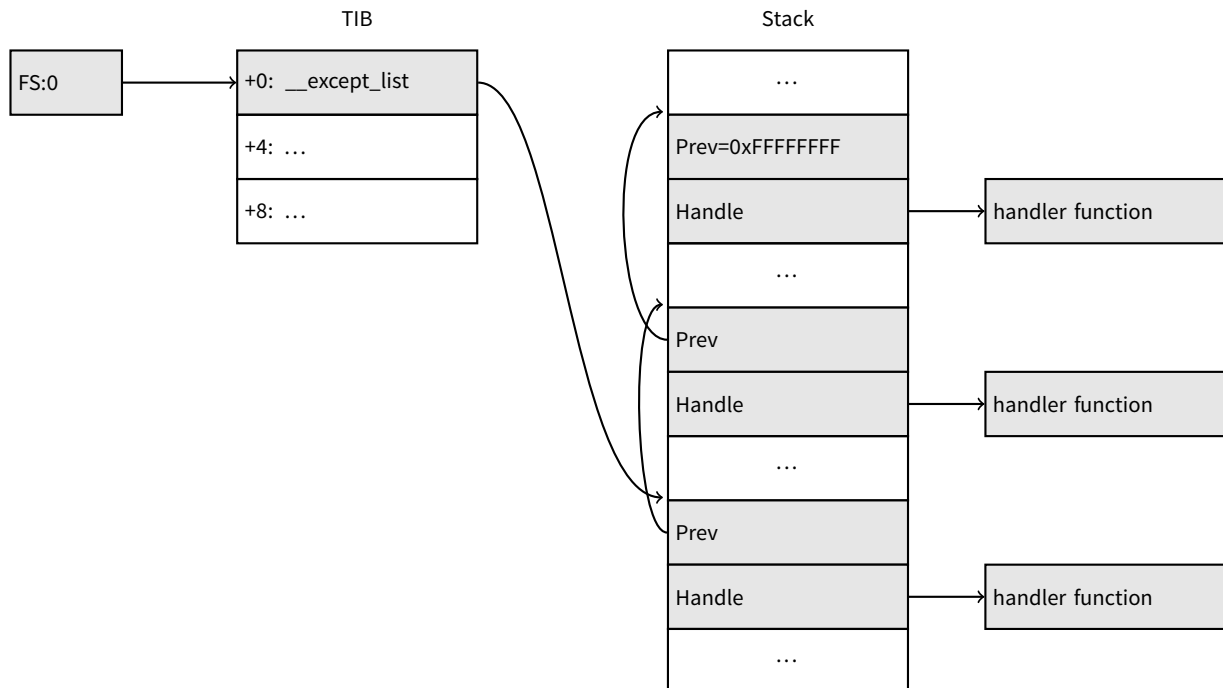 TIB
Stack
FS:0
+0: __except_list
+4: …
+8: …
…
Prev=0xFFFFFFFF
Handle
handler function
…
Prev
Handle
handler function
…
Prev
Handle
handler function
…